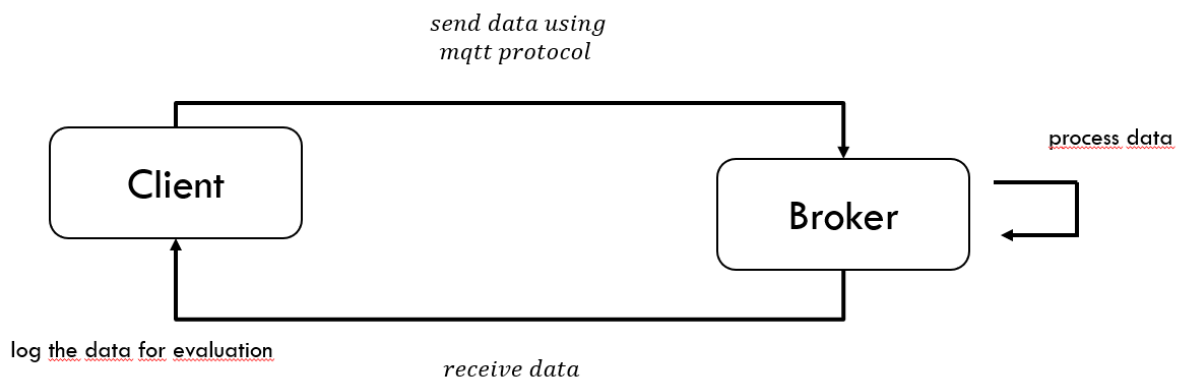 send data using
mqtt protocol
process data
Client
Broker
log the data for evaluation
receive data